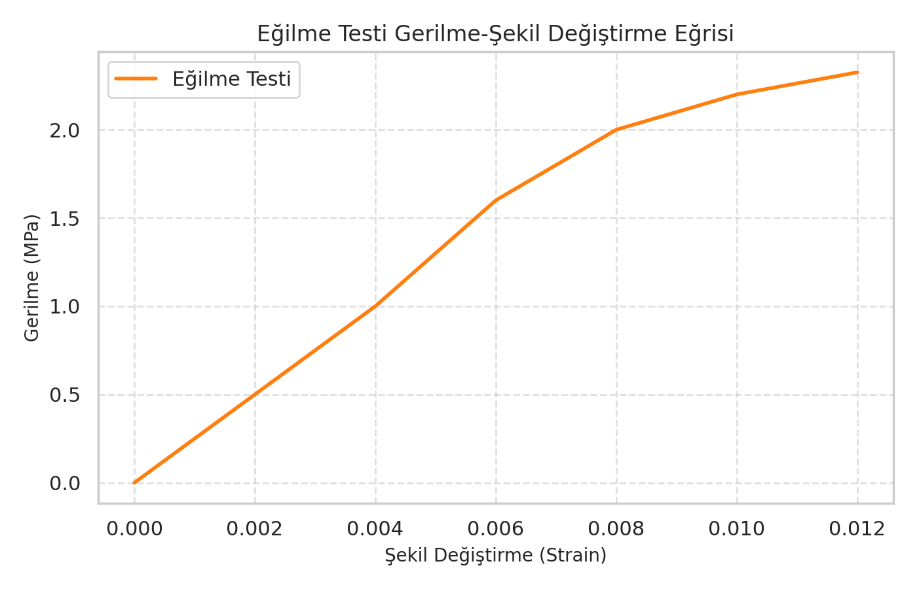 Eğilme Testi Gerilme-Şekil Değiştirme Eğrisi
Eğilme Testi
Gerilme (MPa)
2.0
1.5
1.0
0.5
0.0
0.000 0.002 0.004 0.006 0.008 0.010 0.012
Şekil Değiştirme (Strain)